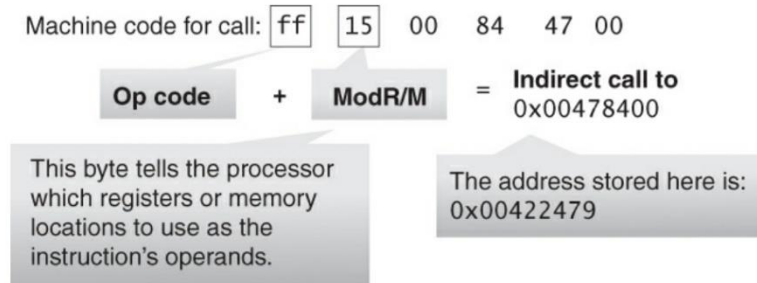 Machine code for call: ff 15 00 84 47 00
Op code + ModR/M = Indirect call to
0x00478400
This byte tells the processor
which registers or memory
locations to use as the
instruction’s operands.
The address stored here is:
0x00422479